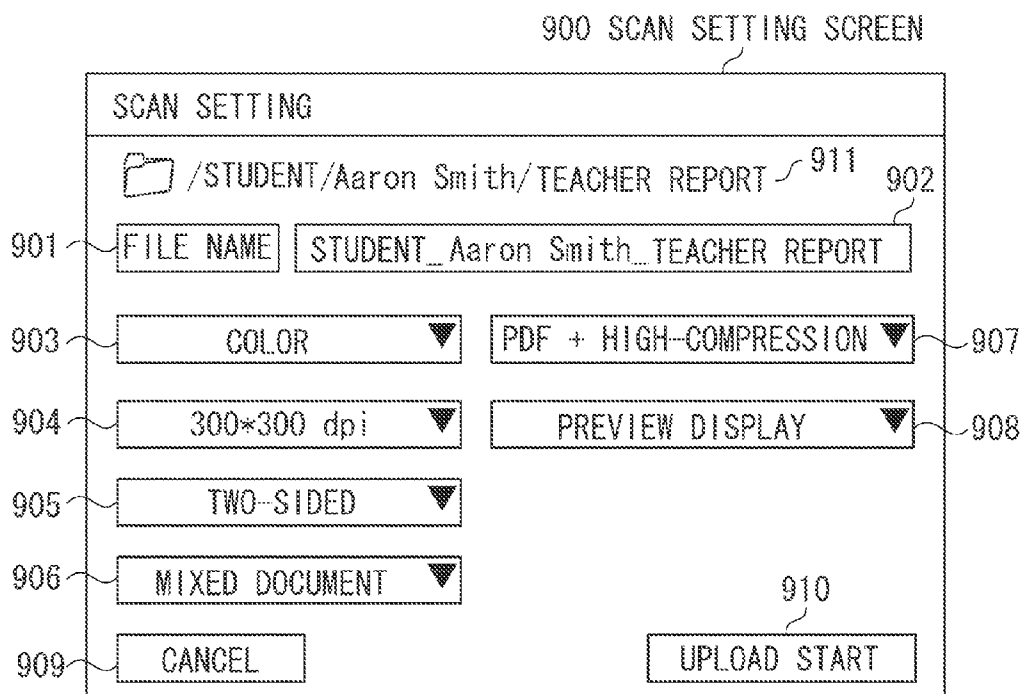 900 SCAN SETTING SCREEN
SCAN SETTING
/STUDENT/Aaron Smith/TEACHER REPORT 911
902
901 FILE NAME STUDENT_Aaron Smith_TEACHER REPORT
903 COLOR PDF + HIGH-COMPRESSION 907
904 300*300 dpi PREVIEW DISPLAY 908
905 TWO-SIDED
906 MIXED DOCUMENT
910
909 CANCEL UPLOAD START